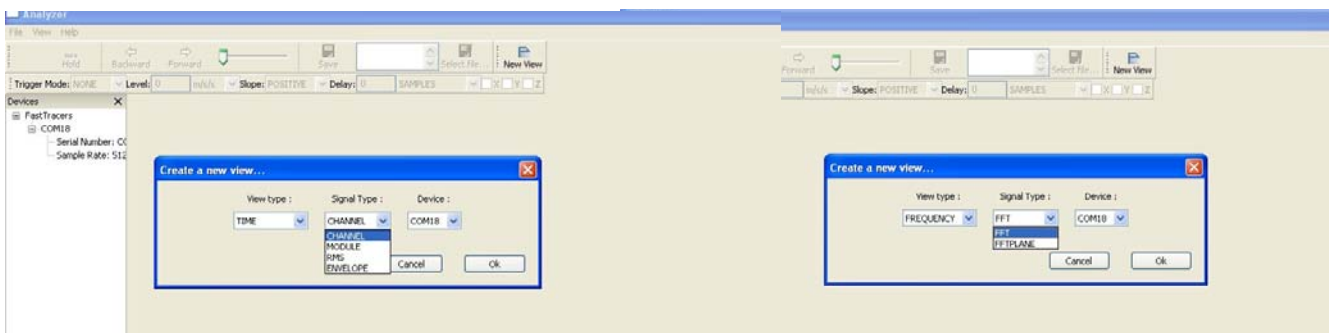 Analyzer
File View Help
Hold Backward Forward Save Select file... New View
Trigger Mode: NONE Level: 0 m/s/s Slope: POSITIVE Delay: 0 SAMPLES X Y Z
Devices
FastTracers
COM18
Serial Number: C
Sample Rate: 512
Create a new view...
View type : Signal Type : Device :
TIME CHANNEL COM18
CHANNEL
MODULE
RMS
ENVELOPE
Cancel Ok
Forward Save Select file... New View
m/s/s Slope: POSITIVE Delay: 0 SAMPLES X Y Z
Create a new view...
View type : Signal Type : Device :
FREQUENCY FFT COM18
FFT
FFTPLANE
Cancel Ok